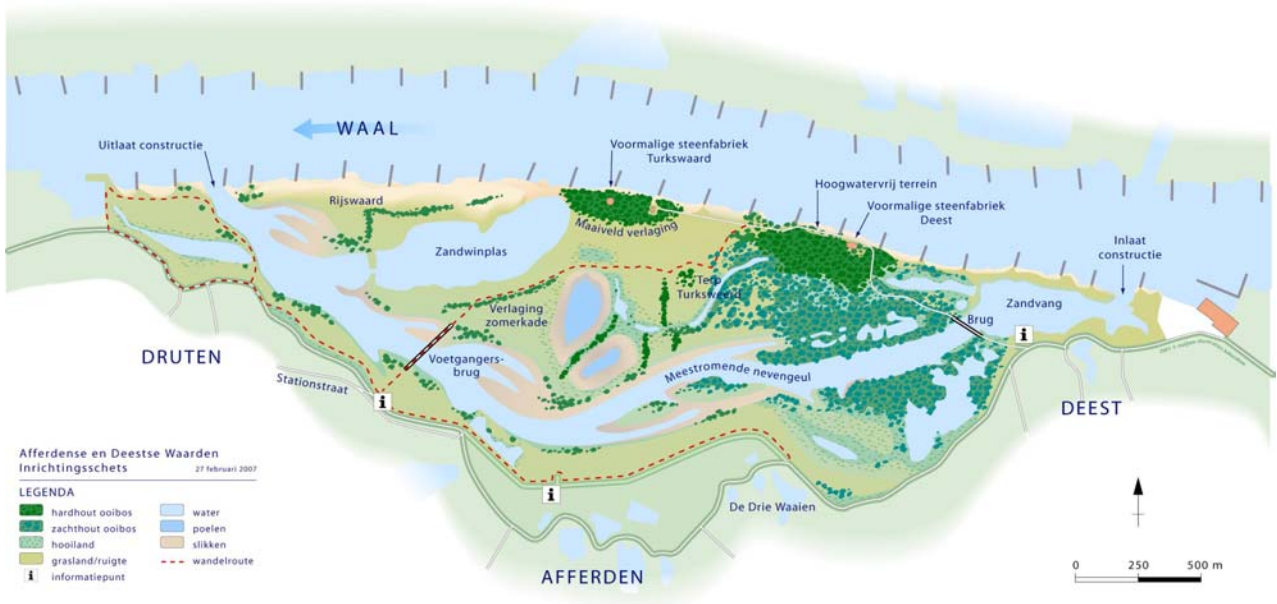 WAAL
Uitlaat constructie
Voormalige steenfabriek
Turkswaard
Hoogwatervrij terrein
Voormalige steenfabriek
Deest
Inlaat
constructie
Rijswaard
Maaiveld verlaging
Zandwinplas
Terp
Turksweerd
Zandvang
Verlaging
zomerkade
Brug
i
Voetgangers-
brug
Meestromende nevengeul
DRUTEN
Stationstraat
i
DEEST
i
De Drie Waaien
AFFERDEN
Afferdense en Deestse Waarden
Inrichtingsschets
27 februari 2007
LEGENDA
hardhout ooibos
zachthout ooibos
hooiland
grasland/ruigte
i informatiepunt
water
poelen
slikken
wandelroute
0 250 500 m